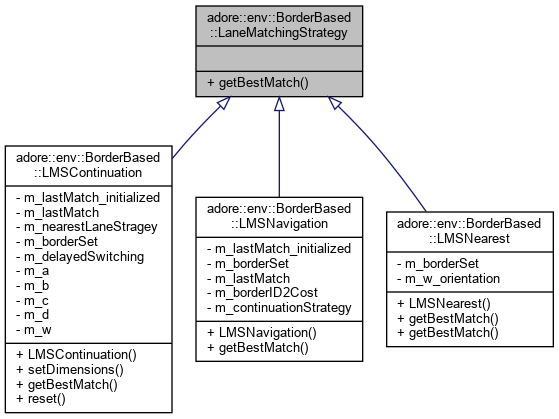 adore::env::BorderBased
::LaneMatchingStrategy
+ getBestMatch()
adore::env::BorderBased
::LMSContinuation
- m_lastMatch_initialized
- m_lastMatch
- m_nearestLaneStragey
- m_borderSet
- m_delayedSwitching
- m_a
- m_b
- m_c
- m_d
- m_w
+ LMSContinuation()
+ setDimensions()
+ getBestMatch()
+ reset()
adore::env::BorderBased
::LMSNavigation
- m_lastMatch_initialized
- m_borderSet
- m_lastMatch
- m_borderID2Cost
- m_continuationStrategy
+ LMSNavigation()
+ getBestMatch()
adore::env::BorderBased
::LMSNearest
- m_borderSet
- m_w_orientation
+ LMSNearest()
+ getBestMatch()
+ getBestMatch()